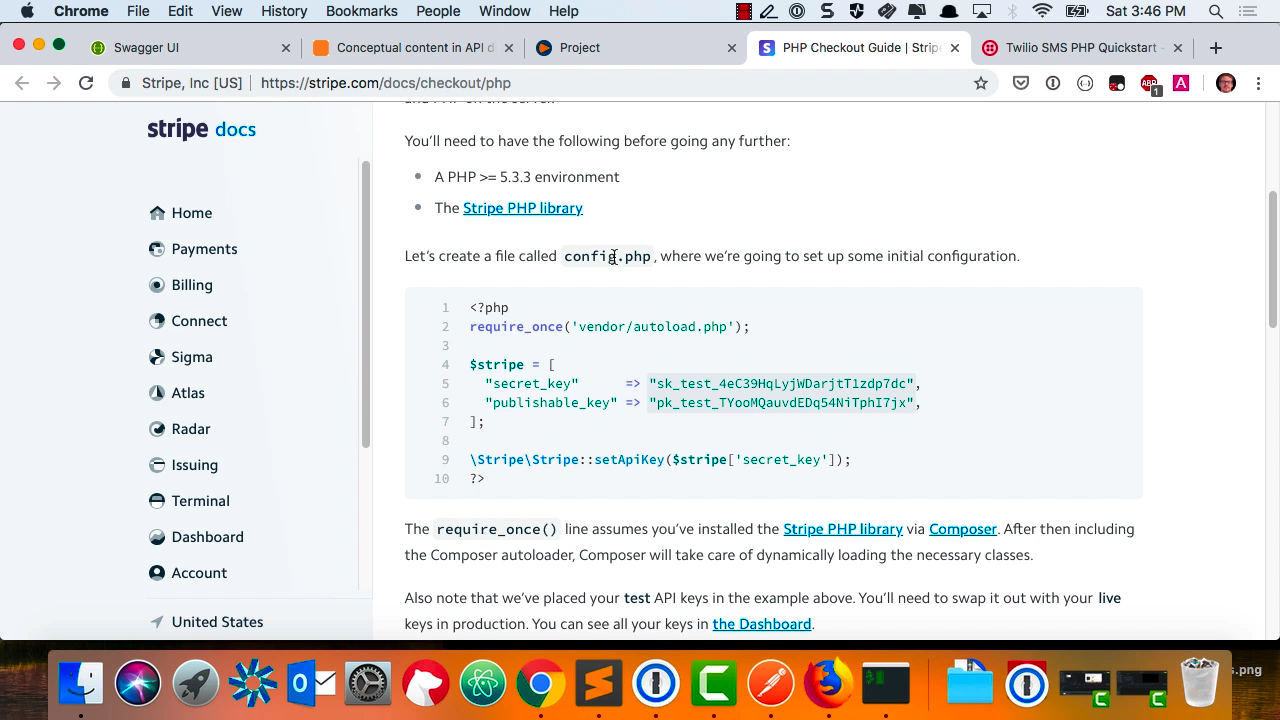 Chrome File Edit View History Bookmarks People Window Help Sat 3:46 PM
Swagger UI
Conceptual content in API d
Project
PHP Checkout Guide | Stripe
Twilio SMS PHP Quickstart -
Stripe, Inc [US] https://stripe.com/docs/checkout/php
ABP
1
stripe docs
Home
Payments
Billing
Connect
Sigma
Atlas
Radar
Issuing
Terminal
Dashboard
Account
United States
and PHP on the server.
You'll need to have the following before going any further:
A PHP >= 5.3.3 environment
The Stripe PHP library
Let's create a file called config.php, where we're going to set up some initial configuration.
1 <?php
2 require_once('vendor/autoload.php');
3
4 $stripe = [
5 "secret_key" => "sk_test_4eC39HqLyjWDarjtT1zdp7dc",
6 "publishable_key" => "pk_test_TYooMQauvdEDq54NiTphI7jx",
7 ];
8
9 \Stripe\Stripe::setApiKey($stripe['secret_key']);
10 ?>
The require_once() line assumes you've installed the Stripe PHP library via Composer. After then including
the Composer autoloader, Composer will take care of dynamically loading the necessary classes.
Also note that we've placed your test API keys in the example above. You'll need to swap it out with your live
keys in production. You can see all your keys in the Dashboard.
s.png